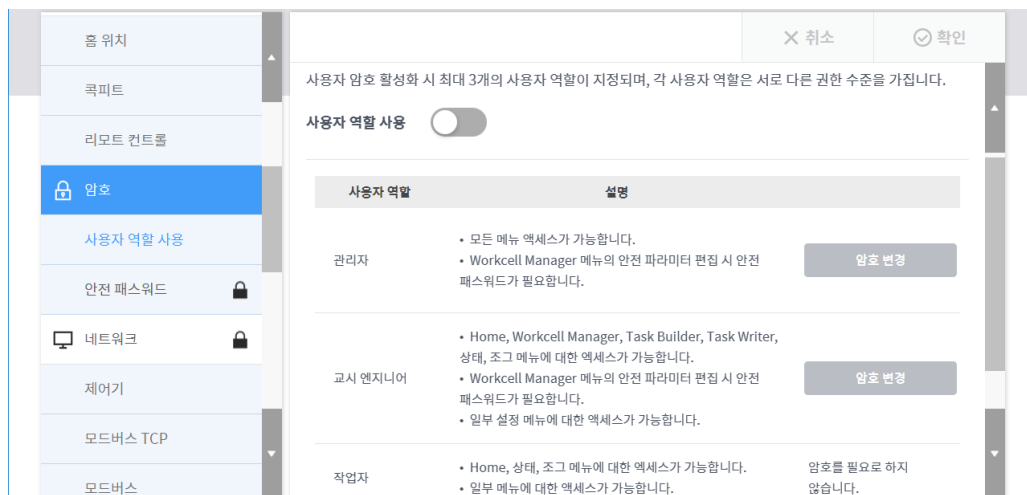 홈 위치
콕피트
리모트 컨트롤
암호
사용자 역할 사용
안전 패스워드
네트워크
제어기
모드버스 TCP
모드버스
취소
확인
사용자 암호 활성화 시 최대 3개의 사용자 역할이 지정되며, 각 사용자 역할은 서로 다른 권한 수준을 가집니다.
사용자 역할 사용
사용자 역할 설명
관리자
• 모든 메뉴 액세스가 가능합니다.
• Workcell Manager 메뉴의 안전 파라미터 편집 시 안전
패스워드가 필요합니다.
암호 변경
교시 엔지니어
• Home, Workcell Manager, Task Builder, Task Writer,
상태, 조그 메뉴에 대한 엑세스가 가능합니다.
• Workcell Manager 메뉴의 안전 파라미터 편집 시 안전
패스워드가 필요합니다.
• 일부 설정 메뉴에 대한 액세스가 가능합니다.
암호 변경
작업자
• Home, 상태, 조그 메뉴에 대한 엑세스가 가능합니다.
• 일부 메뉴에 대한 액세스가 가능합니다.
암호를 필요로 하지
않습니다.